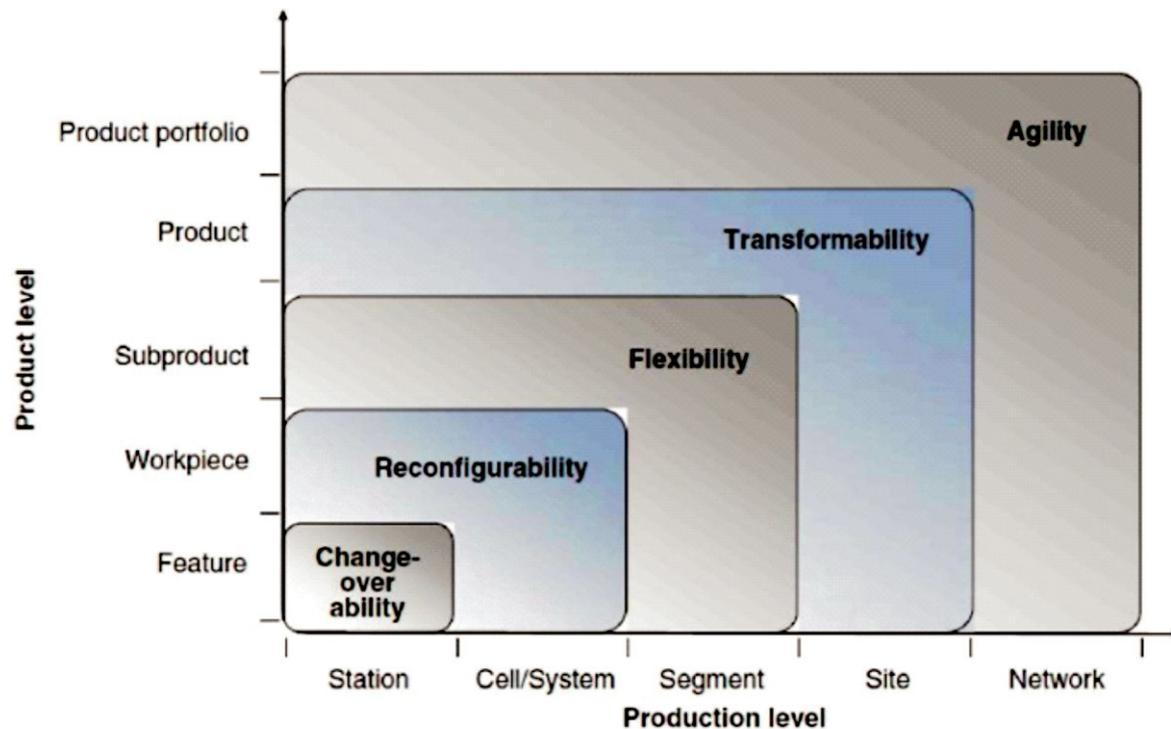 Product portfolio
Agility
Product
Transformability
Product level
Subproduct
Flexibility
Workpiece
Reconfigurability
Feature
Change-
over
ability
Station
Cell/System
Segment
Site
Network
Production level